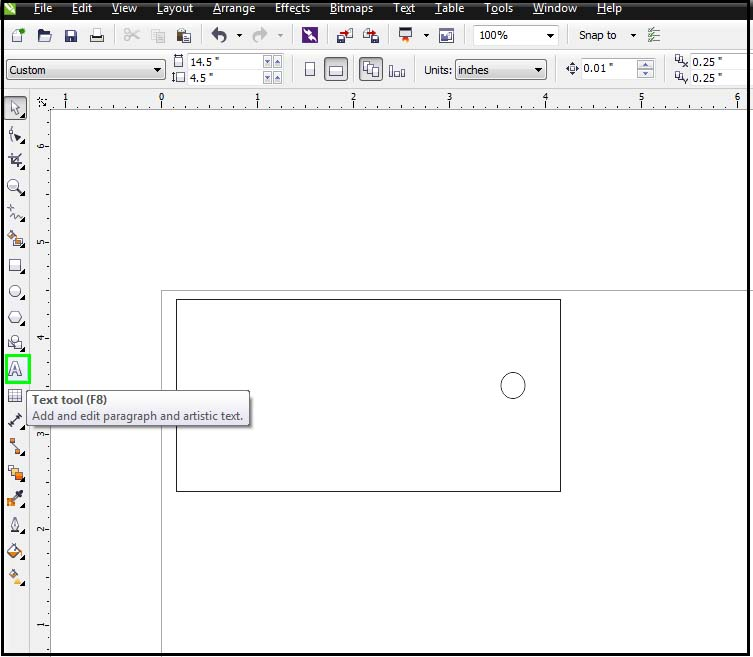 File Edit View Layout Arrange Effects Bitmaps Text Table Tools Window Help
100% Snap to
Custom 14.5 " 4.5 " Units: inches 0.01 " 0.25 " 0.25 "
1 0 1 2 3 4 5 6
6
5
4
A
Text tool (F8)
Add and edit paragraph and artistic text.
3
2
1